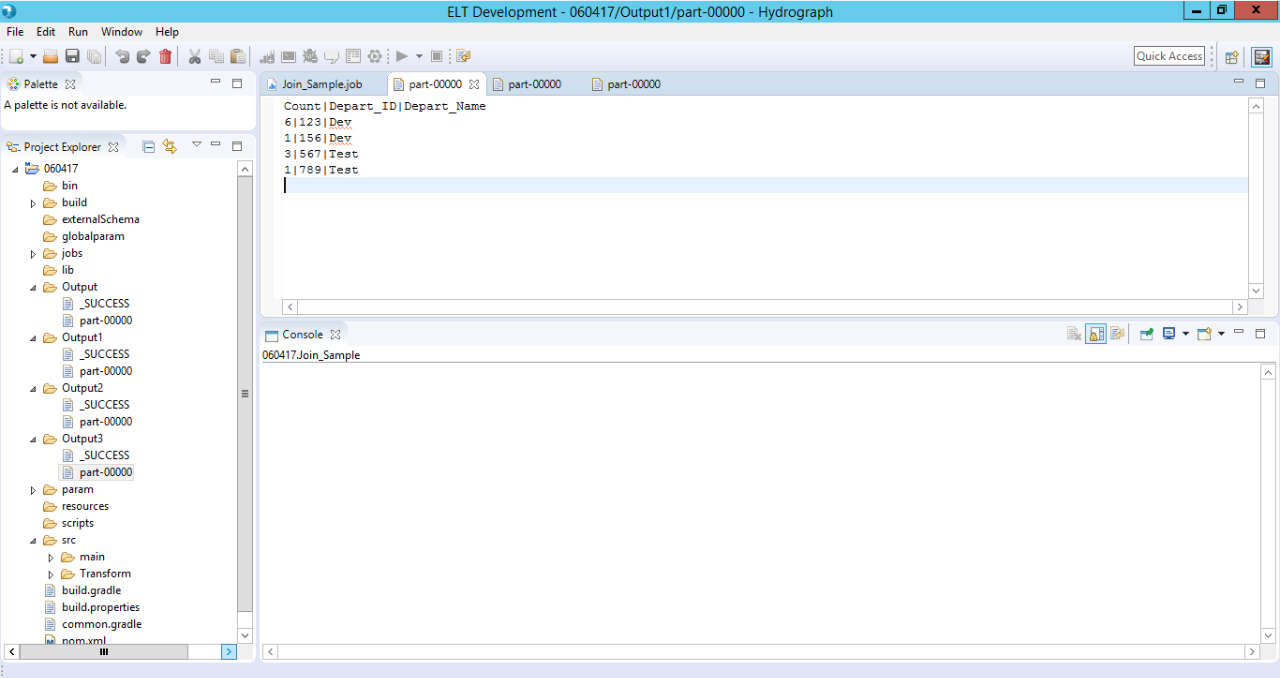 ELT Development - 060417/Output1/part-00000 - Hydrograph
File Edit Run Window Help
Quick Access
Palette
A palette is not available.
Project Explorer
060417
bin
build
externalSchema
globalparam
jobs
lib
Output
_SUCCESS
part-00000
Output1
_SUCCESS
part-00000
Output2
_SUCCESS
part-00000
Output3
_SUCCESS
part-00000
param
resources
scripts
src
main
Transform
build.gradle
build.properties
common.gradle
pom.xml
Join_Sample.job part-00000 part-00000 part-00000
Count|Depart_ID|Depart_Name
6|123|Dev
1|156|Dev
3|567|Test
1|789|Test
Console
060417.Join_Sample